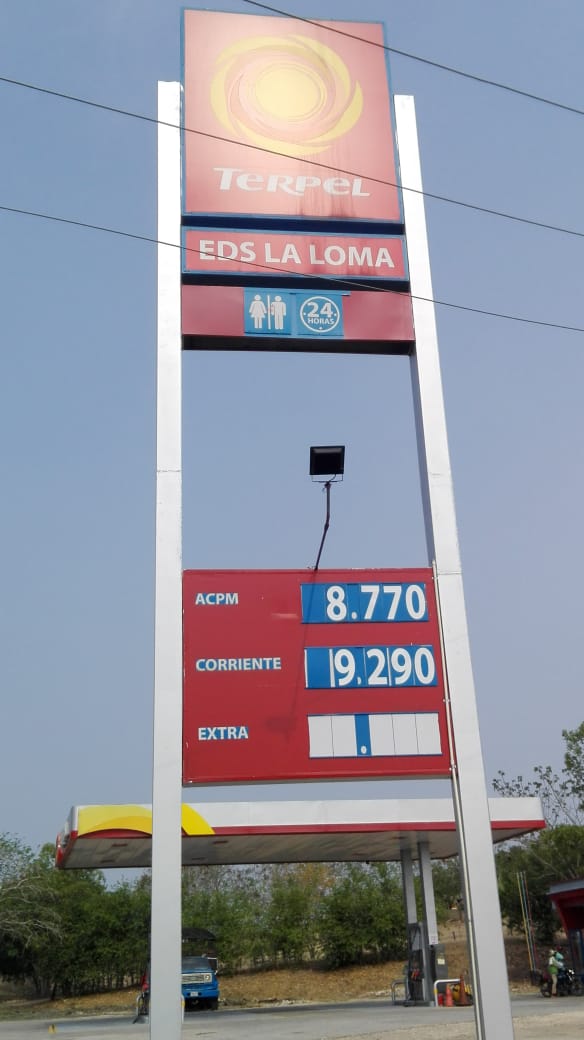 Terpel
EDS LA LOMA
24
HORAS
ACPM 8.770
CORRIENTE 9.290
EXTRA .